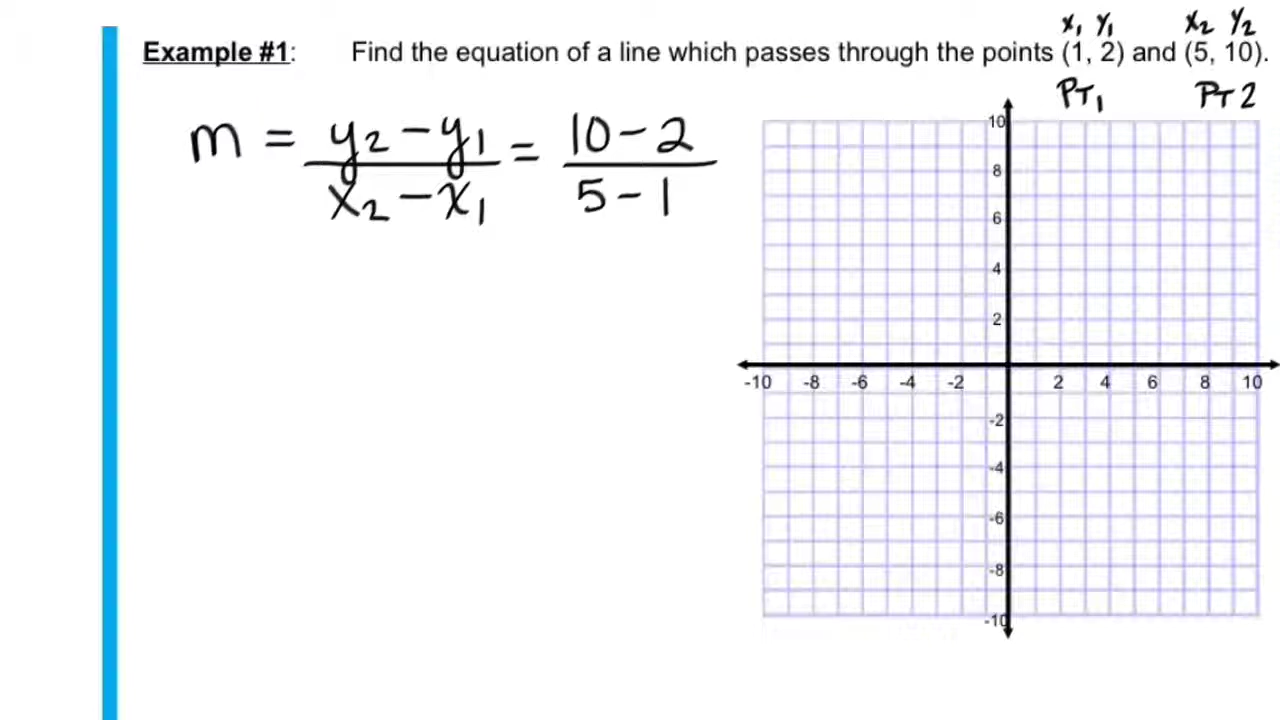 x₁ y₁ x₂ y₂
Example #1: Find the equation of a line which passes through the points (1, 2) and (5, 10).
PT 1 PT 2
m = y₂ - y₁ / x₂ - x₁ = 10 - 2 / 5 - 1
10
8
6
4
2
-10 -8 -6 -4 -2 2 4 6 8 10
-2
-4
-6
-8
-10